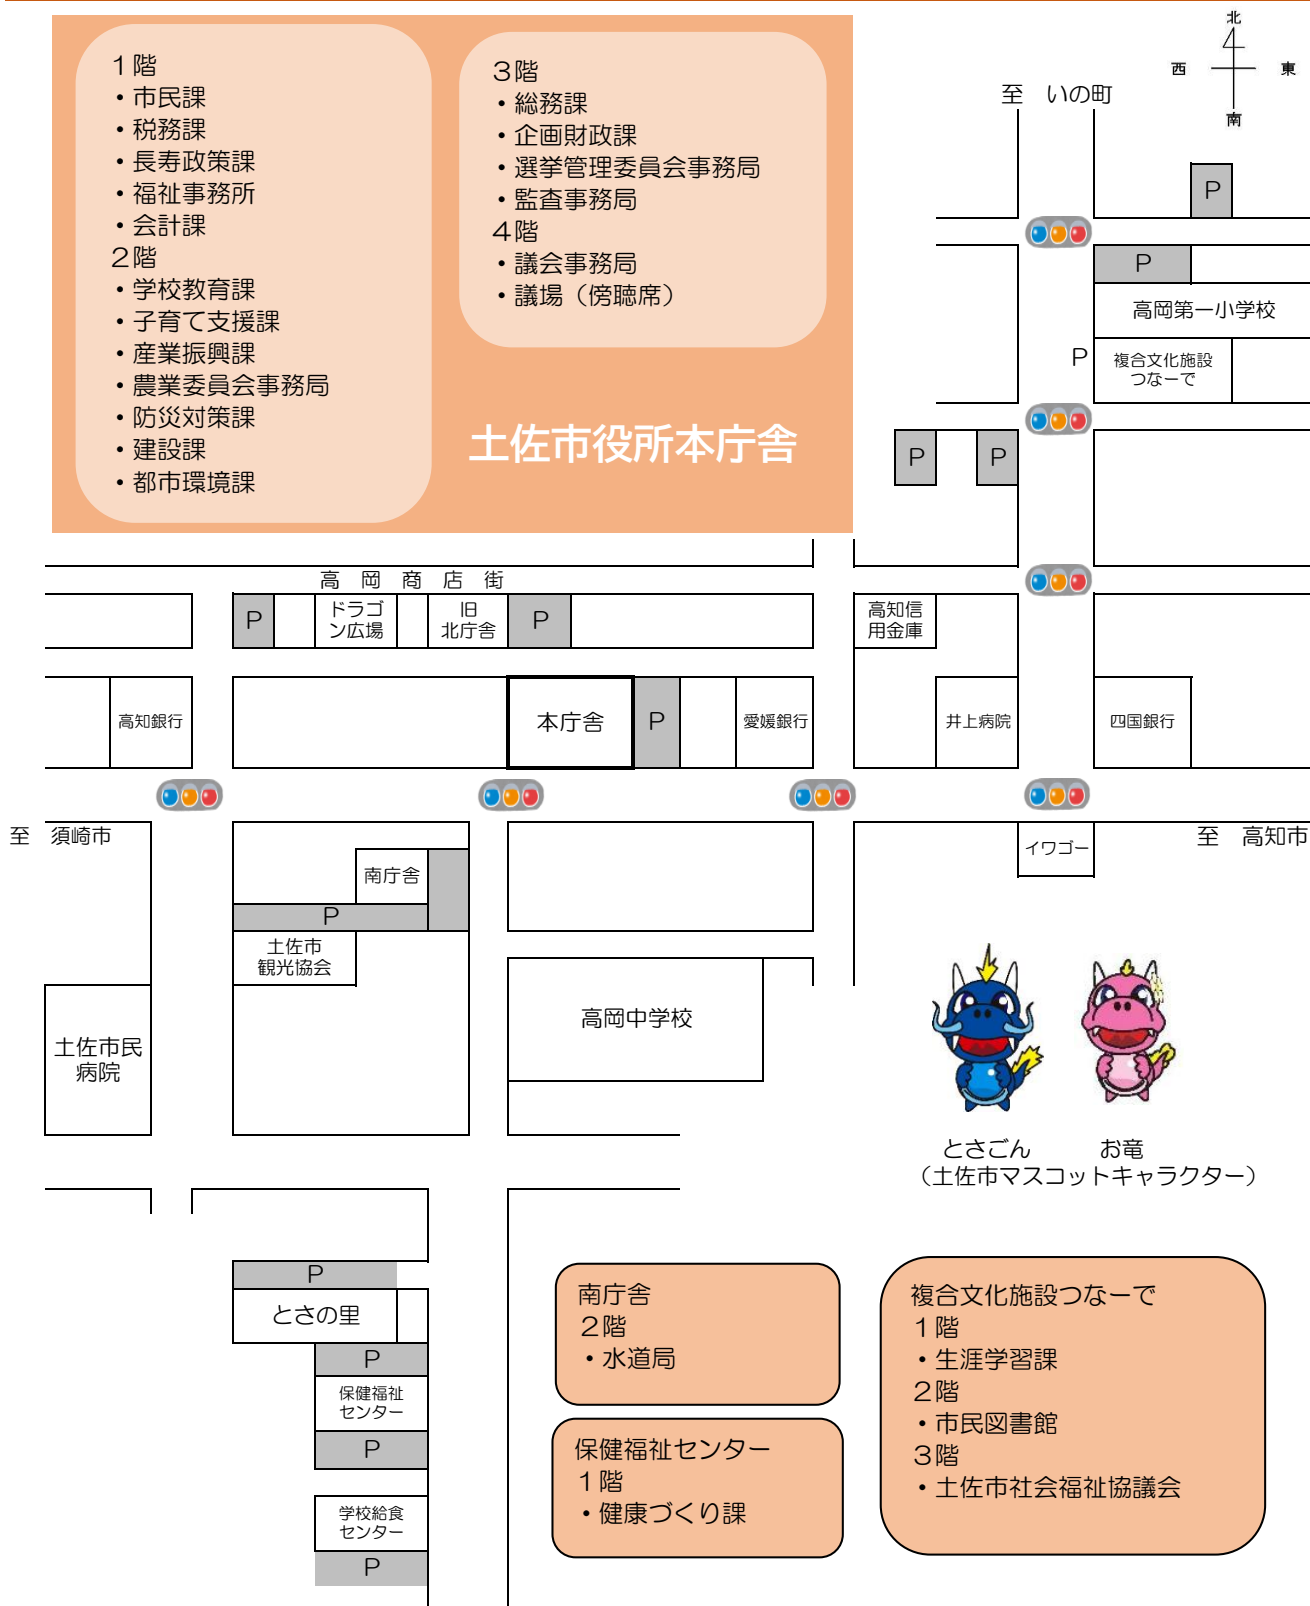 1階
・市民課
・税務課
・長寿政策課
・福祉事務所
・会計課
2階
・学校教育課
・子育て支援課
・産業振興課
・農業委員会事務局
・防災対策課
・建設課
・都市環境課
3階
・総務課
・企画財政課
・選挙管理委員会事務局
・監査事務局
4階
・議会事務局
・議場（傍聴席）
土佐市役所本庁舎
北
西 東
南
至 いの町
P
P
高岡第一小学校
P
複合文化施設
つなーで
P
P
高岡商店街
P
ドラゴ
ン広場
旧
北庁舎
P
高知信
用金庫
高知銀行
本庁舎
P
愛媛銀行
井上病院
四国銀行
至 須崎市
イワゴー
至 高知市
南庁舎
P
土佐市
観光協会
高岡中学校
土佐市民
病院
とさごん お竜
（土佐市マスコットキャラクター）
P
とさの里
P
保健福祉
センター
P
学校給食
センター
P
南庁舎
2階
・水道局
保健福祉センター
1階
・健康づくり課
複合文化施設つなーで
1階
・生涯学習課
2階
・市民図書館
3階
・土佐市社会福祉協議会